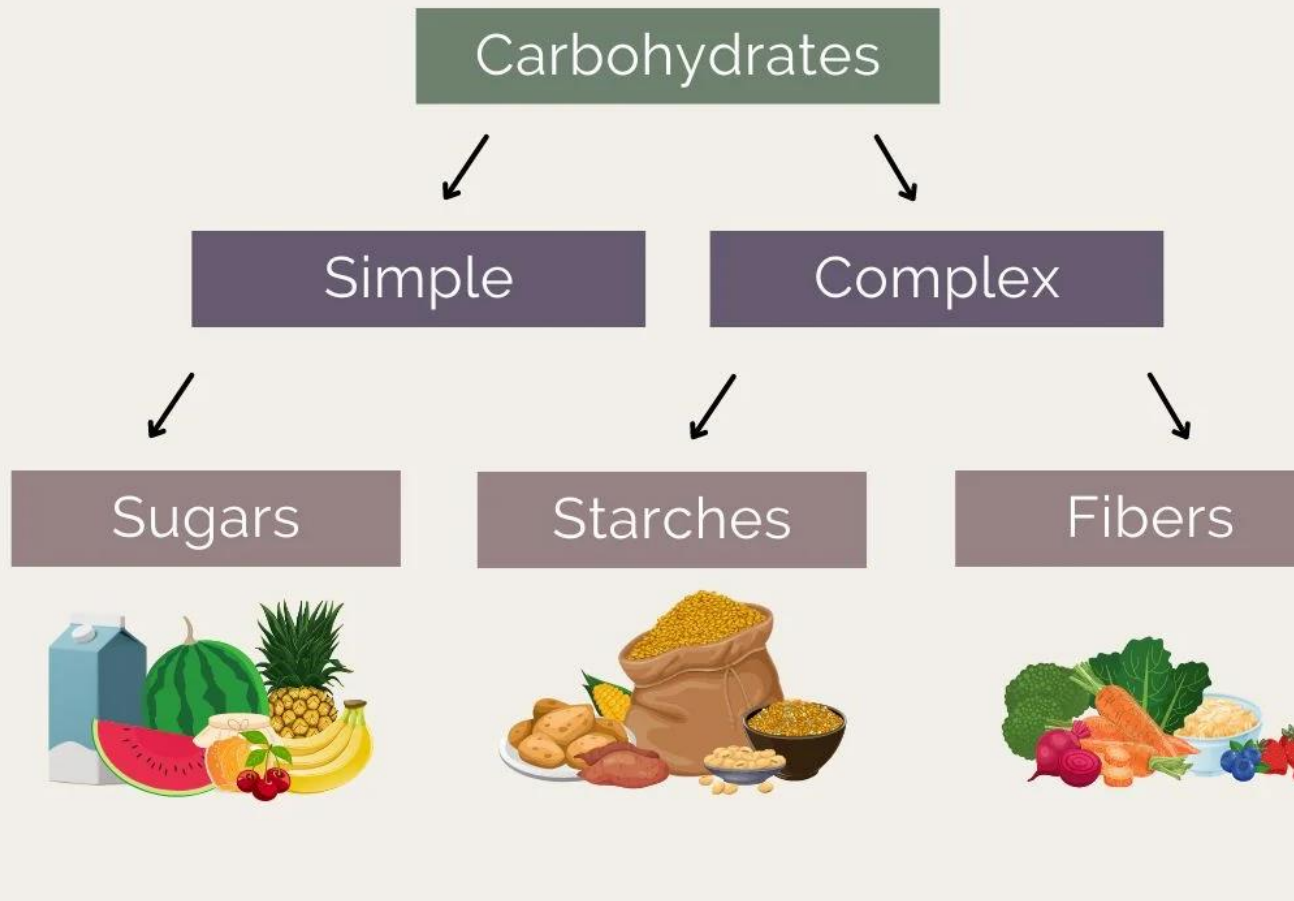 Carbohydrates
Simple
Complex
Sugars
Starches
Fibers